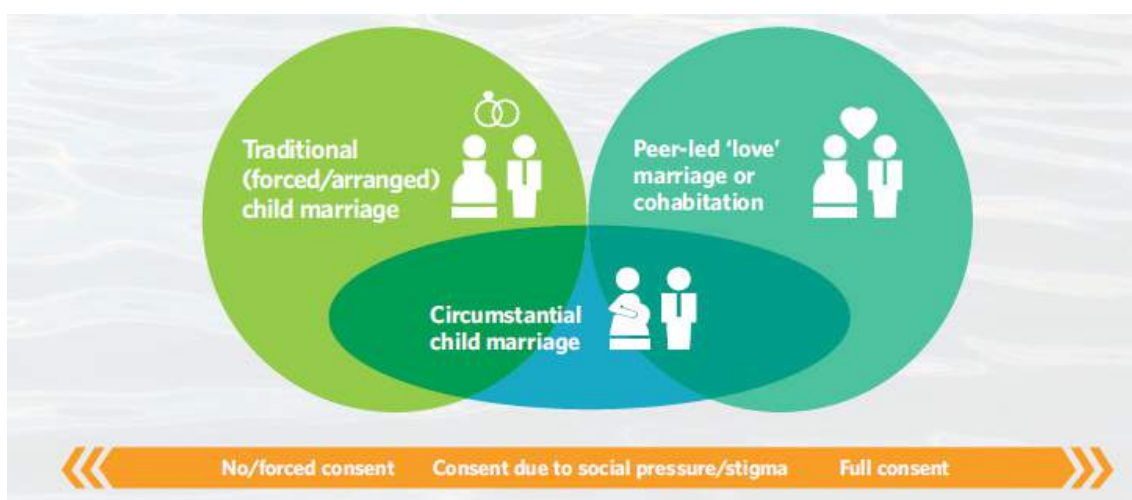 Traditional
(forced/arranged)
child marriage
Peer-led ‘love’
marriage or
cohabitation
Circumstantial
child marriage
No/forced consent
Consent due to social pressure/stigma
Full consent